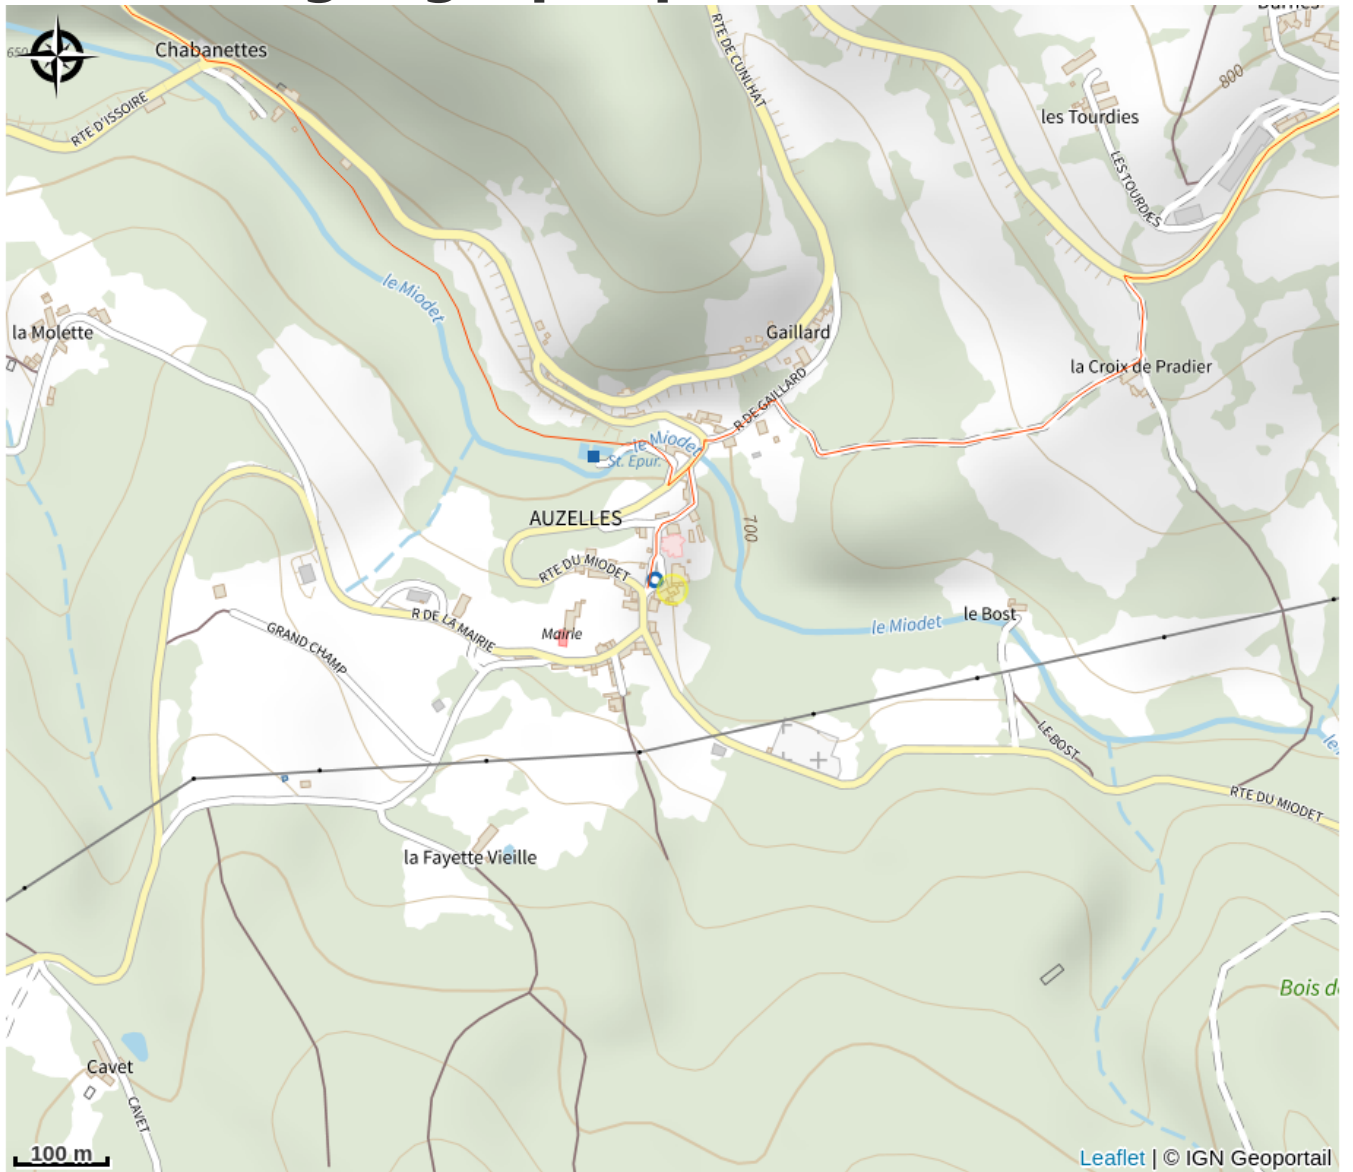 Chabanettes
650
RTE D'ISSOIRE
RTE DE CUNLHAT
800
les Tourdies
LES TOURDIES
le Miodet
la Molette
Gaillard
R DE GAILLARD
la Croix de Pradier
le Miodet
St. Epur.
AUZELLES
700
RTE DU MIODET
R DE LA MAIRIE
Mairie
le Miodet
le Bost
GRAND CHAMP
LE BOST
RTE DU MIODET
la Fayette Vieille
Cavet
CAVET
100 m
Leaflet | © IGN Geoportail